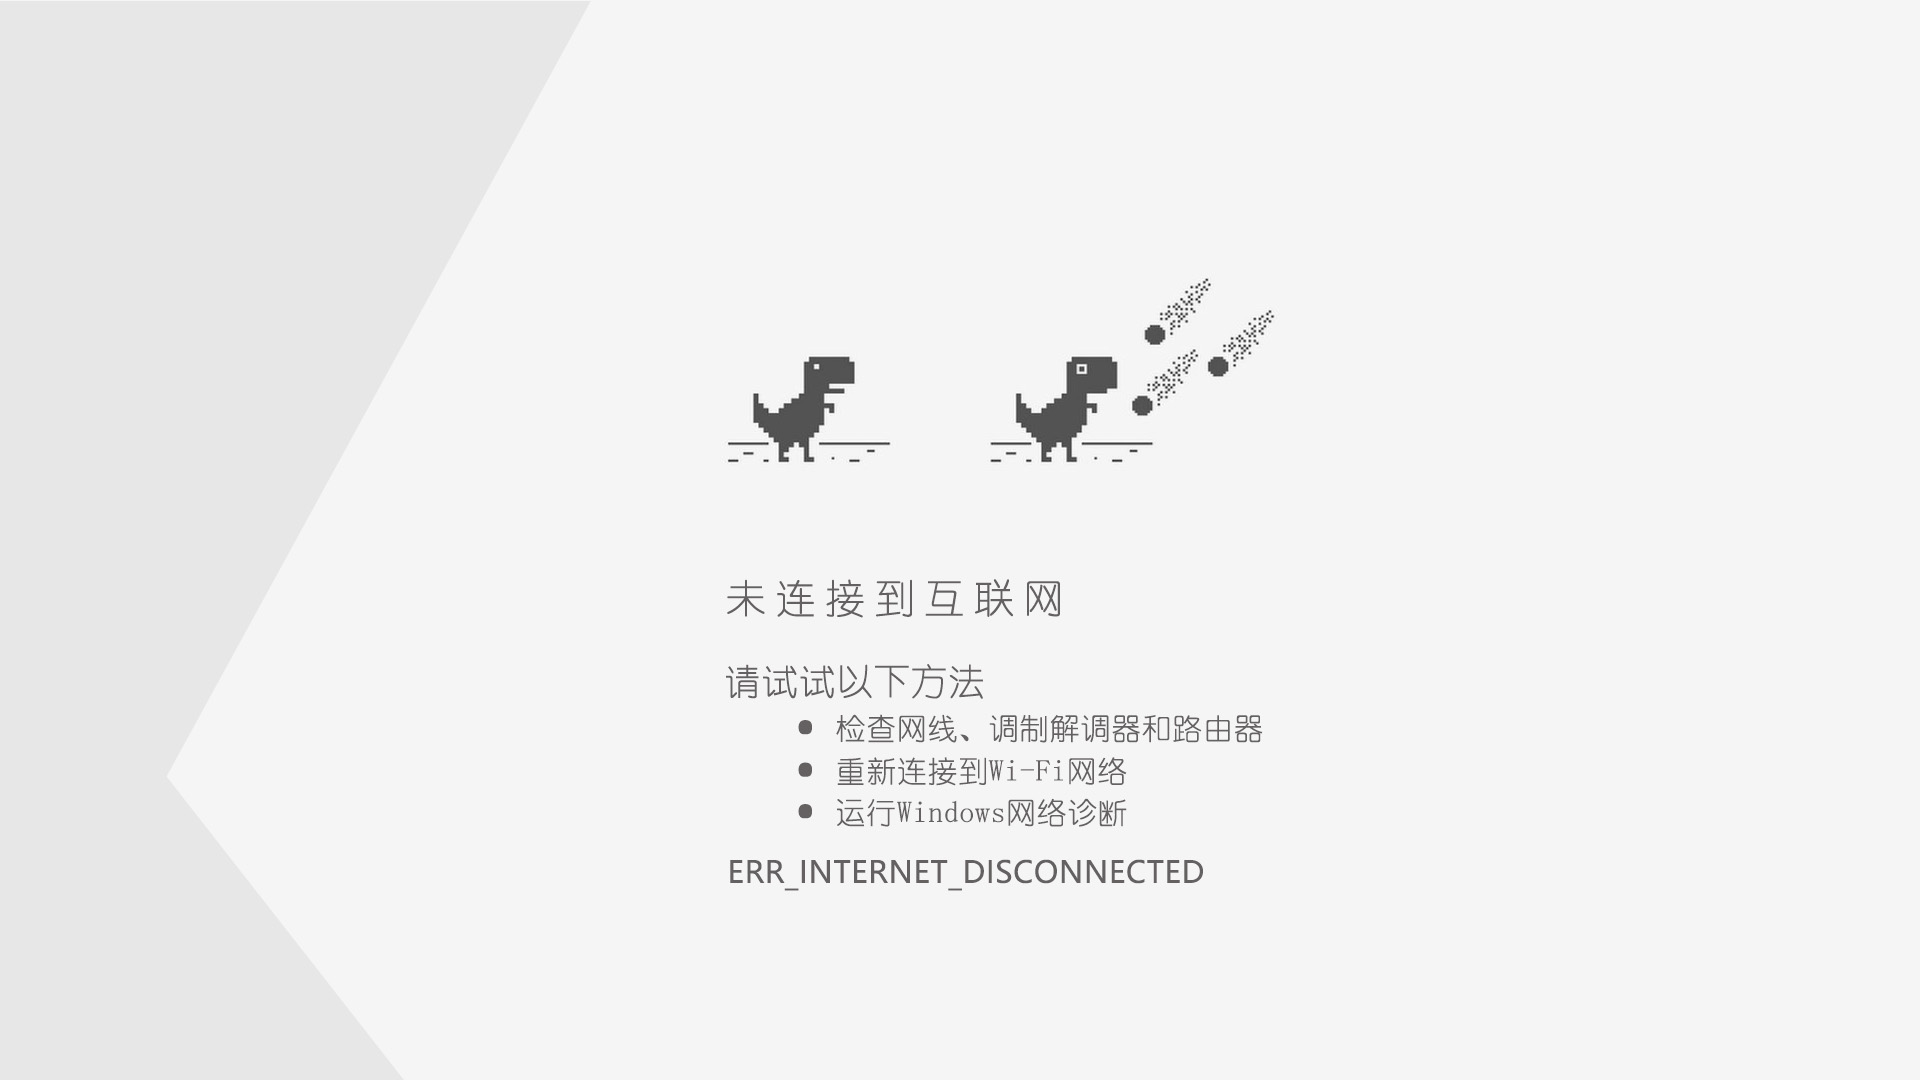 未连接到互联网
请试试以下方法
• 检查网线、调制解调器和路由器
• 重新连接到Wi-Fi网络
• 运行Windows网络诊断
ERR_INTERNET_DISCONNECTED